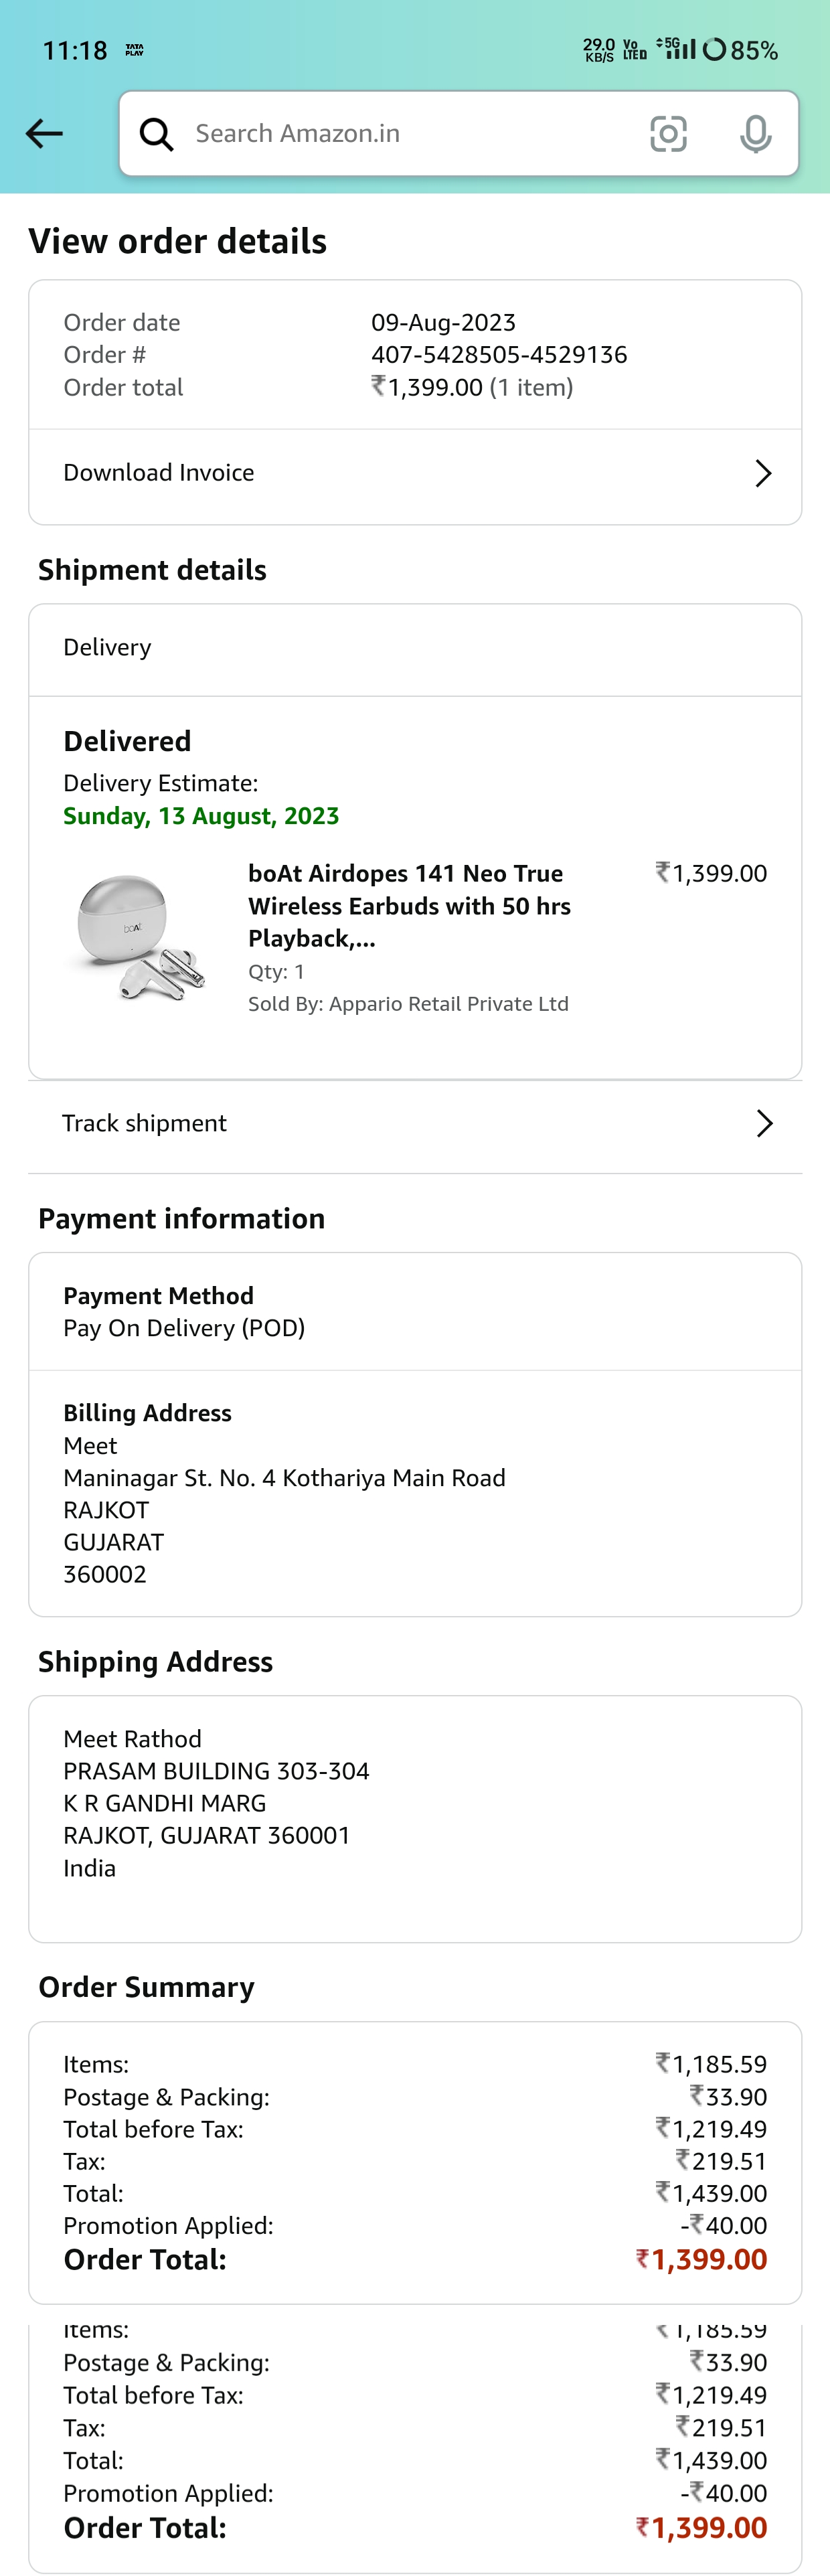 11:18 TATA PLAY 29.0 KB/S Vo LTE 5G 85%
Search Amazon.in
View order details
Order date 09-Aug-2023
Order # 407-5428505-4529136
Order total ₹1,399.00 (1 item)
Download Invoice
Shipment details
Delivery
Delivered
Delivery Estimate:
Sunday, 13 August, 2023
boAt
boAt Airdopes 141 Neo True ₹1,399.00
Wireless Earbuds with 50 hrs
Playback,...
Qty: 1
Sold By: Appario Retail Private Ltd
Track shipment
Payment information
Payment Method
Pay On Delivery (POD)
Billing Address
Meet
Maninagar St. No. 4 Kothariya Main Road
RAJKOT
GUJARAT
360002
Shipping Address
Meet Rathod
PRASAM BUILDING 303-304
K R GANDHI MARG
RAJKOT, GUJARAT 360001
India
Order Summary
Items: ₹1,185.59
Postage & Packing: ₹33.90
Total before Tax: ₹1,219.49
Tax: ₹219.51
Total: ₹1,439.00
Promotion Applied: -₹40.00
Order Total: ₹1,399.00
Items: ₹1,185.59
Postage & Packing: ₹33.90
Total before Tax: ₹1,219.49
Tax: ₹219.51
Total: ₹1,439.00
Promotion Applied: -₹40.00
Order Total: ₹1,399.00